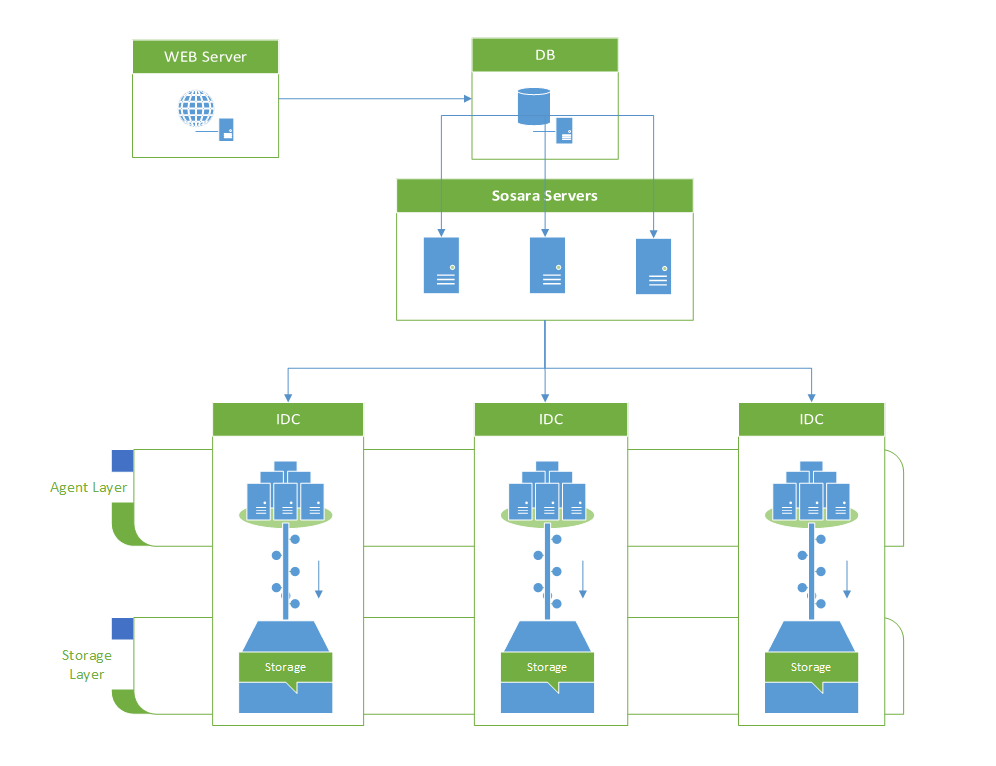 WEB Server
DB
Sosara Servers
IDC
IDC
IDC
Agent Layer
Storage
Layer
Storage
Storage
Storage